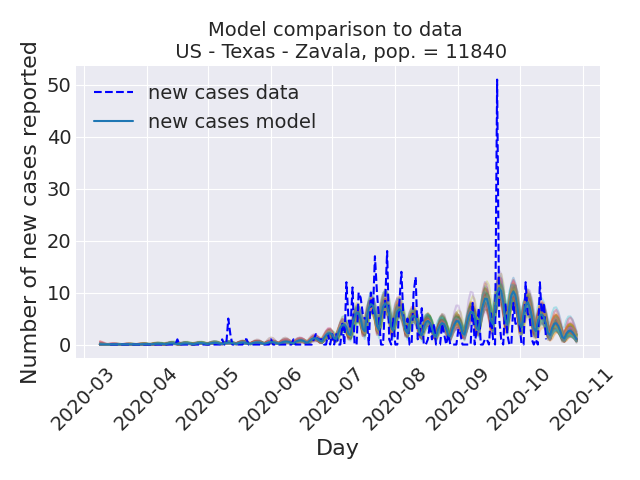 Model comparison to data
US - Texas - Zavala, pop. = 11840
Number of new cases reported
50
40
30
20
10
0
new cases data
new cases model
2020-03
2020-04
2020-05
2020-06
2020-07
2020-08
2020-09
2020-10
2020-11
Day